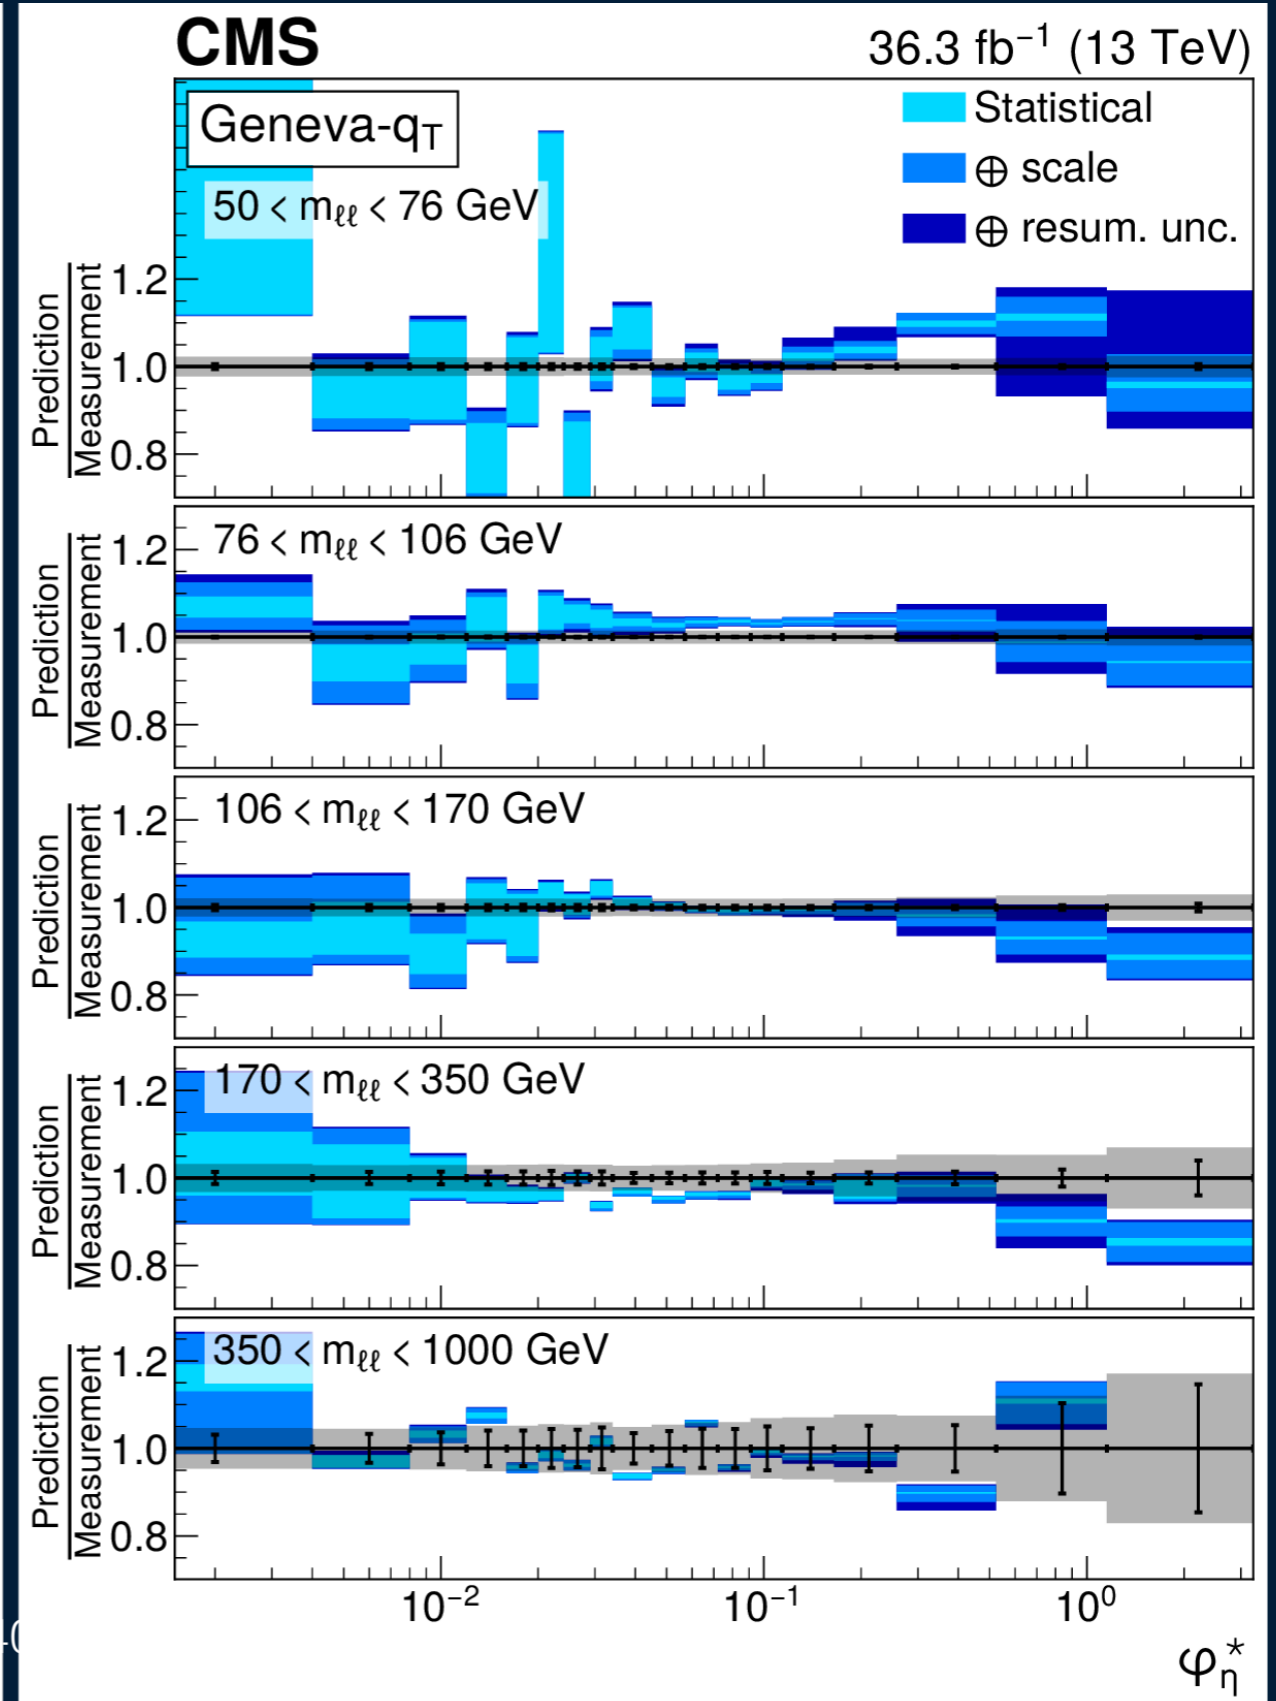 CMS
36.3 fb⁻¹ (13 TeV)
Geneva-q_T
Statistical
⊕ scale
⊕ resum. unc.
50 < m_ℓℓ < 76 GeV
Prediction
Measurement
1.2
1.0
0.8
76 < m_ℓℓ < 106 GeV
Prediction
Measurement
1.2
1.0
0.8
106 < m_ℓℓ < 170 GeV
Prediction
Measurement
1.2
1.0
0.8
170 < m_ℓℓ < 350 GeV
Prediction
Measurement
1.2
1.0
0.8
350 < m_ℓℓ < 1000 GeV
Prediction
Measurement
1.2
1.0
0.8
10⁻² 10⁻¹ 10⁰
φ*_η